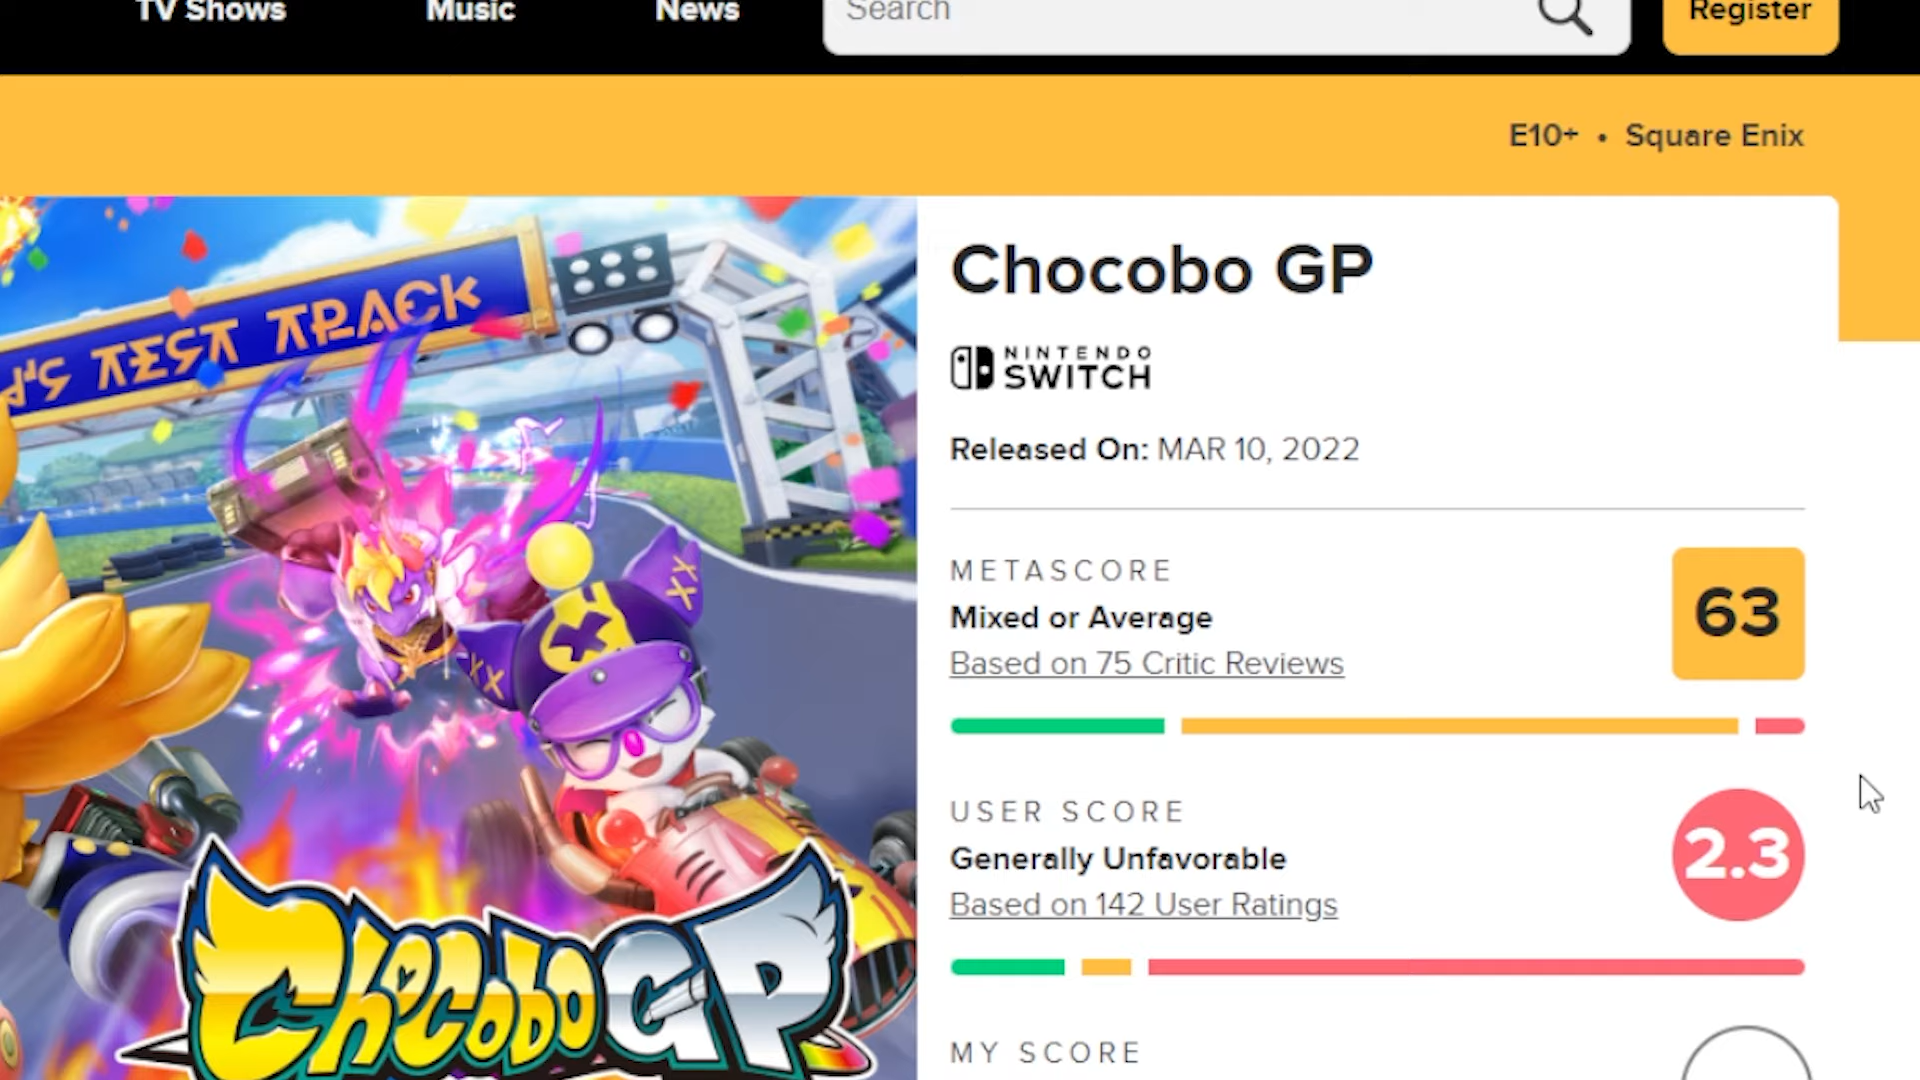 TV Shows
Music
News
Search
Register
E10+ • Square Enix
TEST TRACK
Chocobo GP
NINTENDO
SWITCH
Released On: MAR 10, 2022
METASCORE
Mixed or Average
Based on 75 Critic Reviews
63
USER SCORE
Generally Unfavorable
Based on 142 User Ratings
2.3
MY SCORE
Chocobo GP